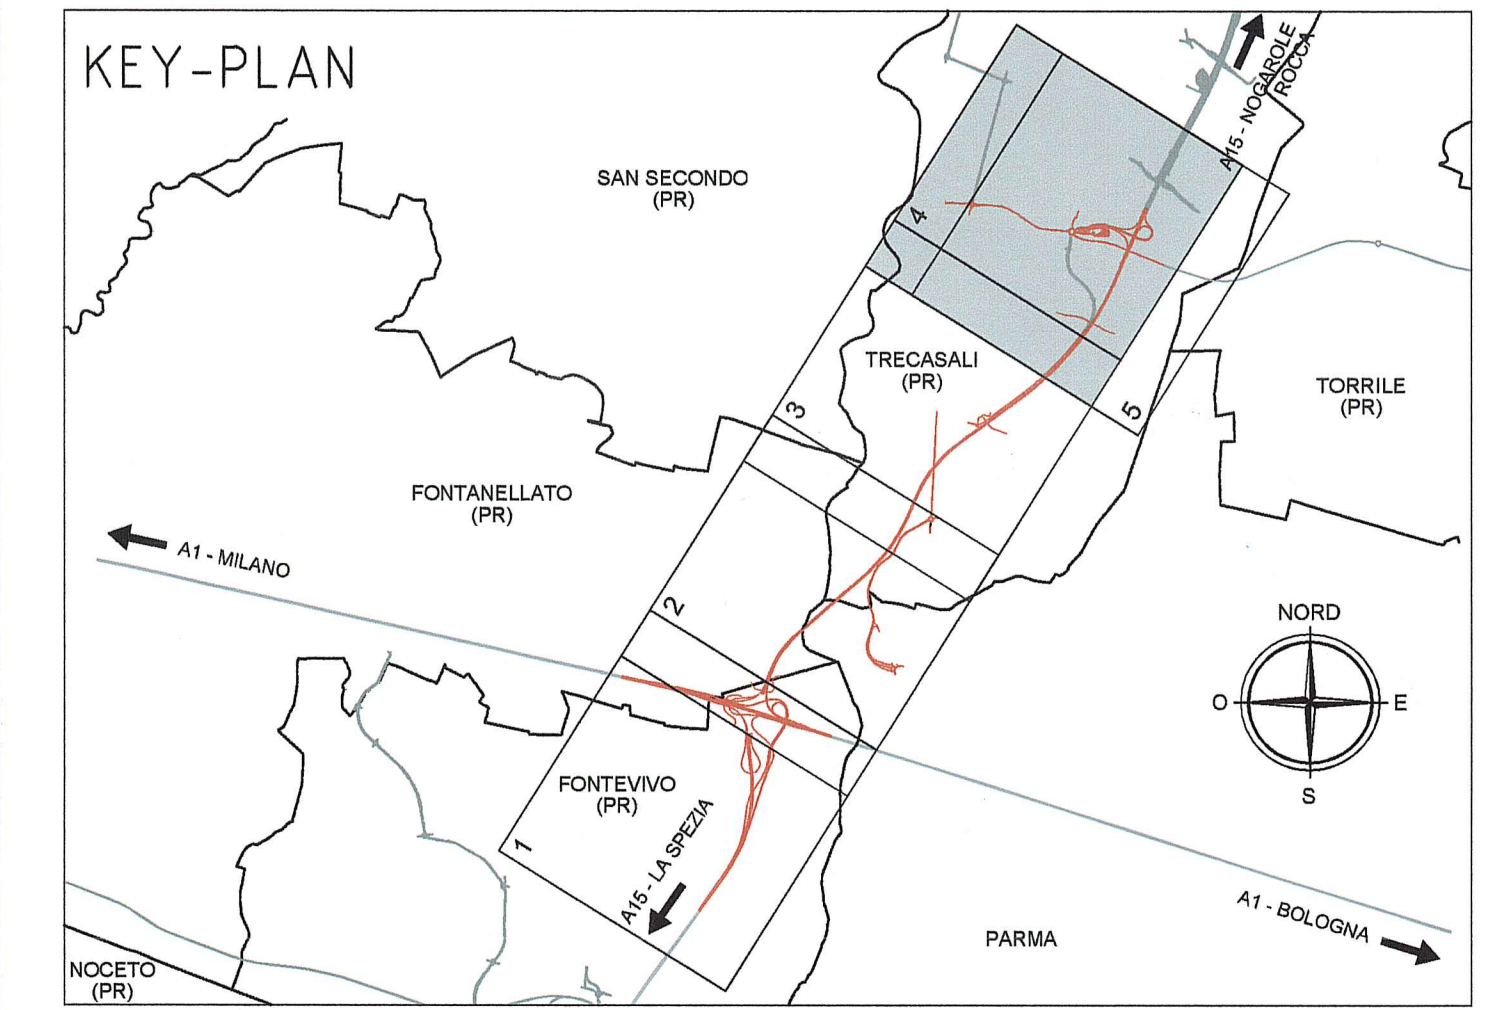 KEY-PLAN
A15 - NOGAROLE
ROCCA
SAN SECONDO
(PR)
4
TRECASALI
(PR)
5
TORRILE
(PR)
3
FONTANELLATO
(PR)
A1 - MILANO
2
NORD
O
E
S
FONTEVIVO
(PR)
1
A15 - LA SPEZIA
A1 - BOLOGNA
PARMA
NOCETO
(PR)